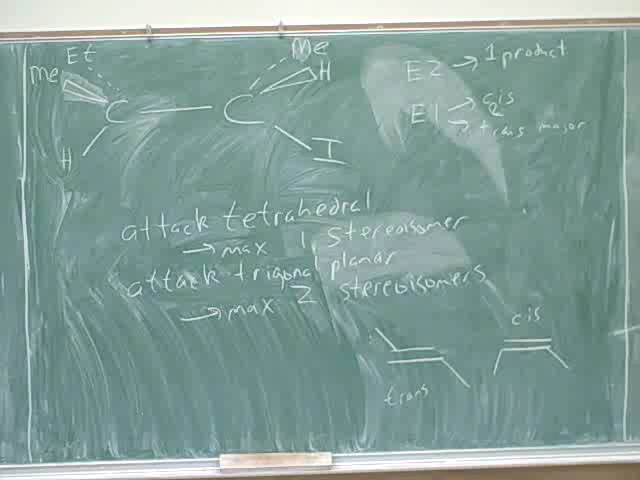 Et
Me
C
H
Me
H
C
I
E2 → 1 product
E1 → cis
→ trans major
attack tetrahedral
→ max 1 stereoisomer
attack trigonal planar
→ max 2 stereoisomers
cis
trans